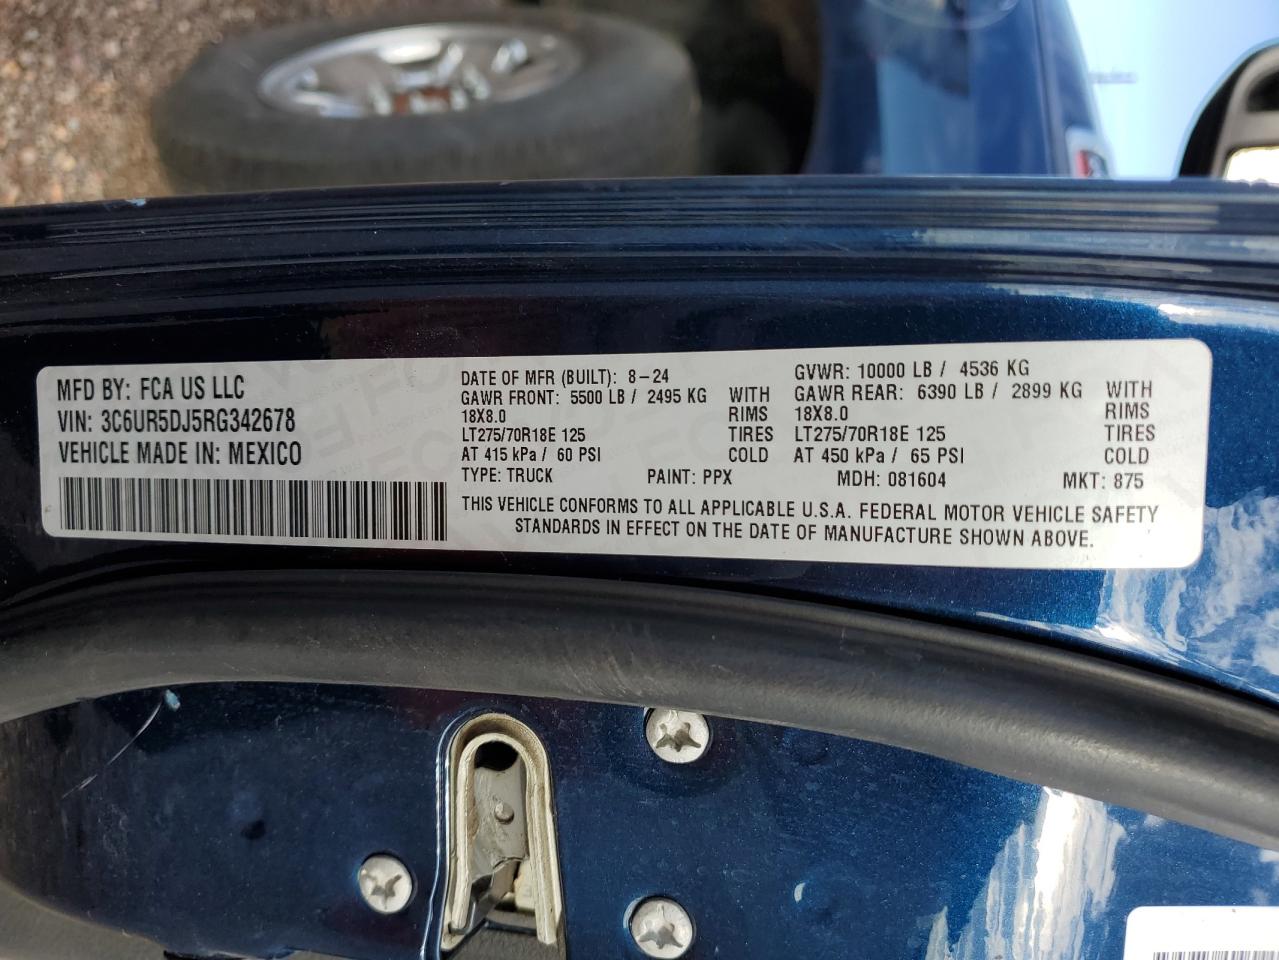 MFD BY: FCA US LLC
VIN: 3C6UR5DJ5RG342678
VEHICLE MADE IN: MEXICO
DATE OF MFR (BUILT): 8-24 GVWR: 10000 LB / 4536 KG
GAWR FRONT: 5500 LB / 2495 KG WITH GAWR REAR: 6390 LB / 2899 KG WITH
18X8.0 RIMS 18X8.0 RIMS
LT275/70R18E 125 TIRES LT275/70R18E 125 TIRES
AT 415 kPa / 60 PSI COLD AT 450 kPa / 65 PSI COLD
TYPE: TRUCK PAINT: PPX MDH: 081604 MKT: 875
THIS VEHICLE CONFORMS TO ALL APPLICABLE U.S.A. FEDERAL MOTOR VEHICLE SAFETY
STANDARDS IN EFFECT ON THE DATE OF MANUFACTURE SHOWN ABOVE.